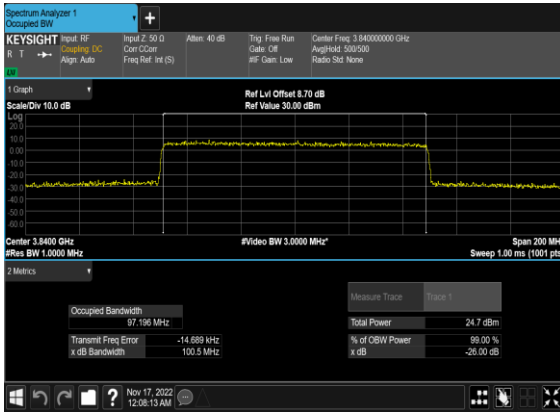 Spectrum Analyzer 1
Occupied BW
+
KEYSIGHT Input: RF Input Z: 50 Ω Atten: 40 dB Trig: Free Run Center Freq: 3.840000000 GHz
R T Coupling: DC Corr CCorr Gate: Off Avg|Hold: 500/500
Align: Auto Freq Ref: Int (S) #IF Gain: Low Radio Std: None
LW
1 Graph
Scale/Div 10.0 dB Ref Lvl Offset 8.70 dB
Ref Value 30.00 dBm
Log
20.0
10.0
0.00
-10.0
-20.0
-30.0
-40.0
-50.0
-60.0
Center 3.8400 GHz #Video BW 3.0000 MHz* Span 200 MH
#Res BW 1.0000 MHz Sweep 1.00 ms (1001 pts
2 Metrics
Measure Trace Trace 1
Occupied Bandwidth
97.196 MHz Total Power 24.7 dBm
Transmit Freq Error -14.689 kHz % of OBW Power 99.00 %
x dB Bandwidth 100.5 MHz x dB -26.00 dB
? Nov 17, 2022
12:08:13 AM